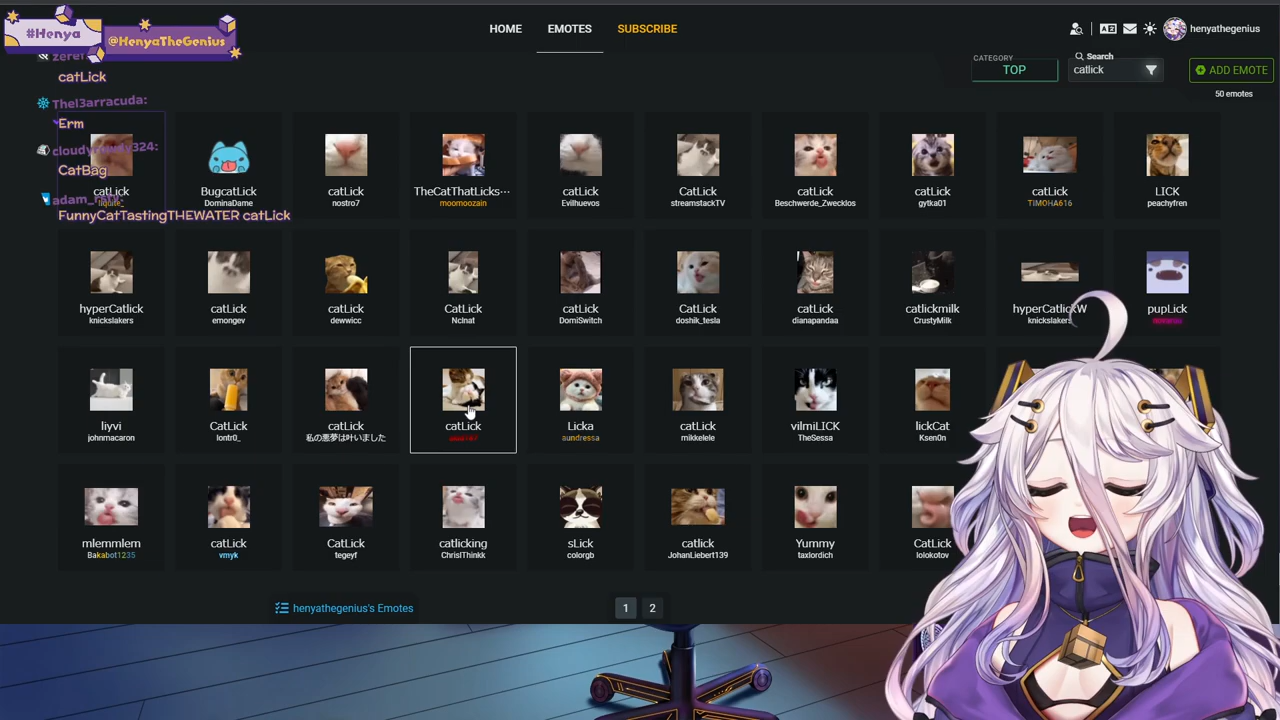 #Henya
@HenyaTheGenius
HOME
EMOTES
SUBSCRIBE
henyathegenius
CATEGORY
TOP
Search
catlick
ADD EMOTE
50 emotes
catLick
TheI3arracuda:
Erm
CatBag
FunnyCatTastingTHEWATER catLick
catLick
BugcatLick
DominaDame
catLick
nostro7
TheCatThatLicks···
moomoozain
catLick
Evilhuevos
CatLick
streamstackTV
catLick
Beschwerde_Zwecklos
catLick
gytka01
catLick
TIMOHA616
LICK
peachyfren
hyperCatlick
knickslakers
catLick
emongev
catLick
dewwicc
CatLick
NcInat
catLick
DomiSwitch
CatLick
doshik_tesla
catLick
dianapandaa
catlickmilk
CrustyMilk
hyperCatlickW
knickslakers
pupLick
liyvi
johnmacaron
CatLick
lontr0_
catLick
私の悪夢は叶いました
catLick
Licka
aundressa
catLick
mikkelele
vilmiLICK
TheSessa
lickCat
Ksen0n
mlemmlem
Bakabot1235
catLick
vmyk
CatLick
tegeyf
catlicking
ChrisIThinkk
sLick
colorgb
catlick
JohanLiebert139
Yummy
taxlordich
CatLick
lolokotov
henyathegenius's Emotes
1
2